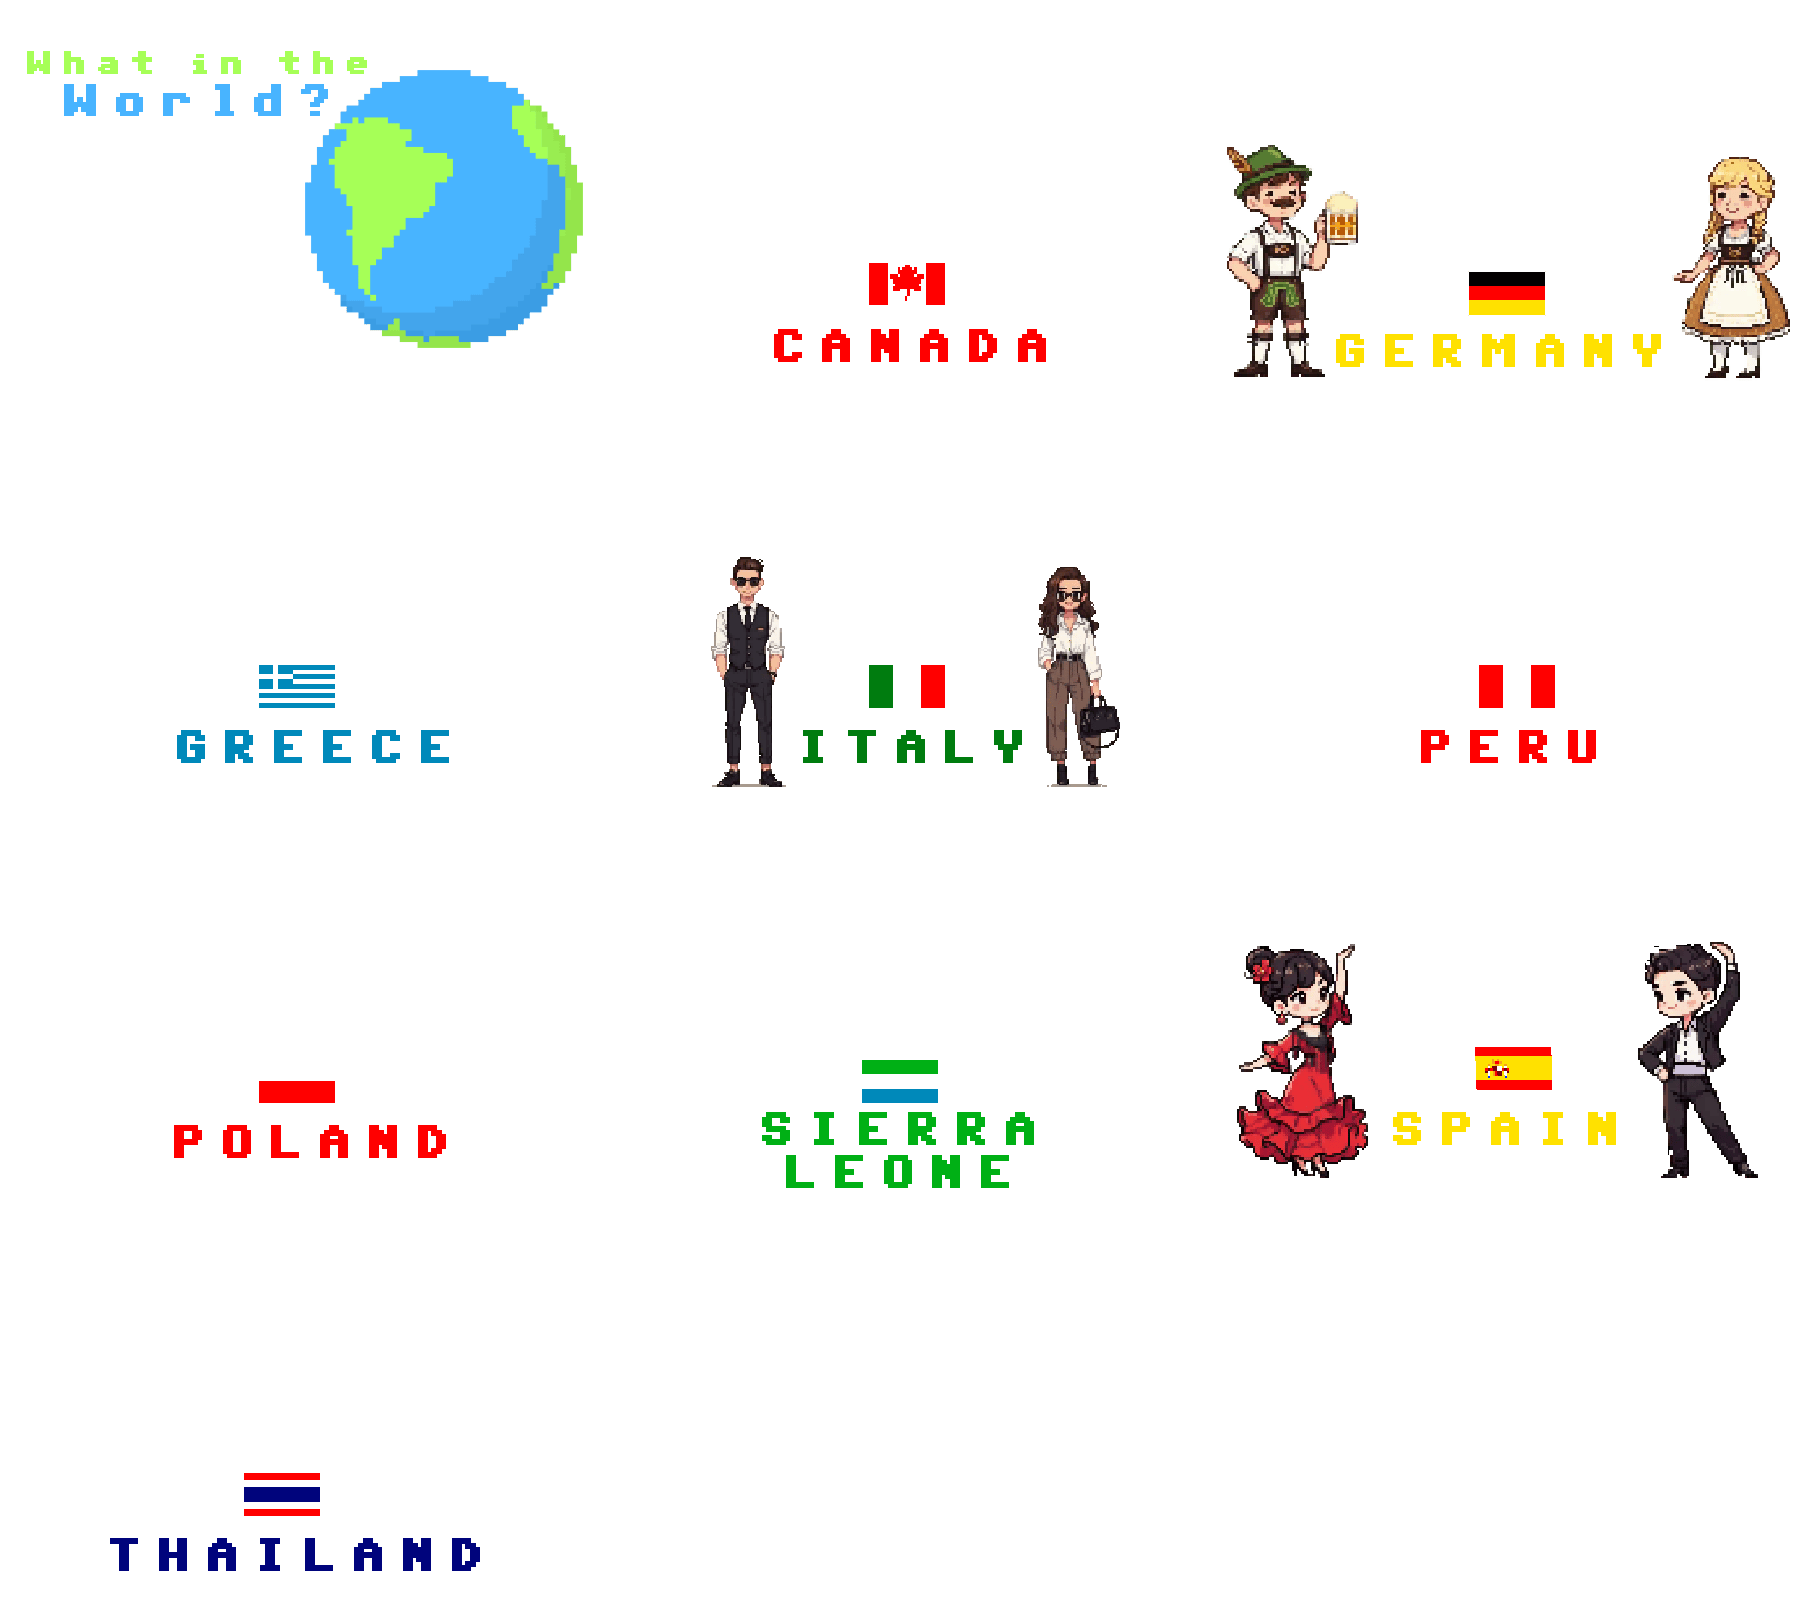 What in the
World?
CANADA
GERMANY
GREECE
ITALY
PERU
POLAND
SIERRA
LEONE
SPAIN
THAILAND